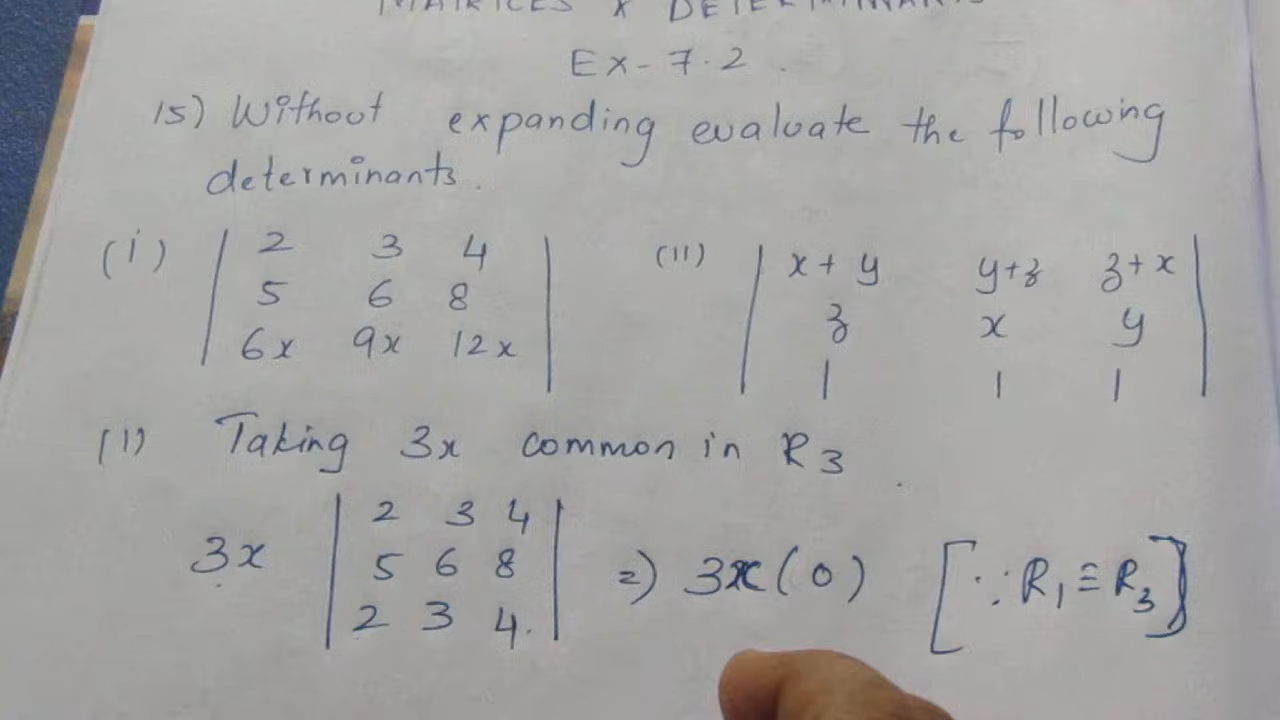 MATRICES & DETERMINANTS
Ex- 7.2
15) Without expanding evaluate the following
determinants.
(i) | 2 3 4 | (ii) | x+y y+z z+x |
5 6 8 z x y
6x 9x 12x 1 1 1
(i) Taking 3x common in R3
3x | 2 3 4 | => 3x(0) [∵ R1 ≡ R3]
5 6 8
2 3 4.